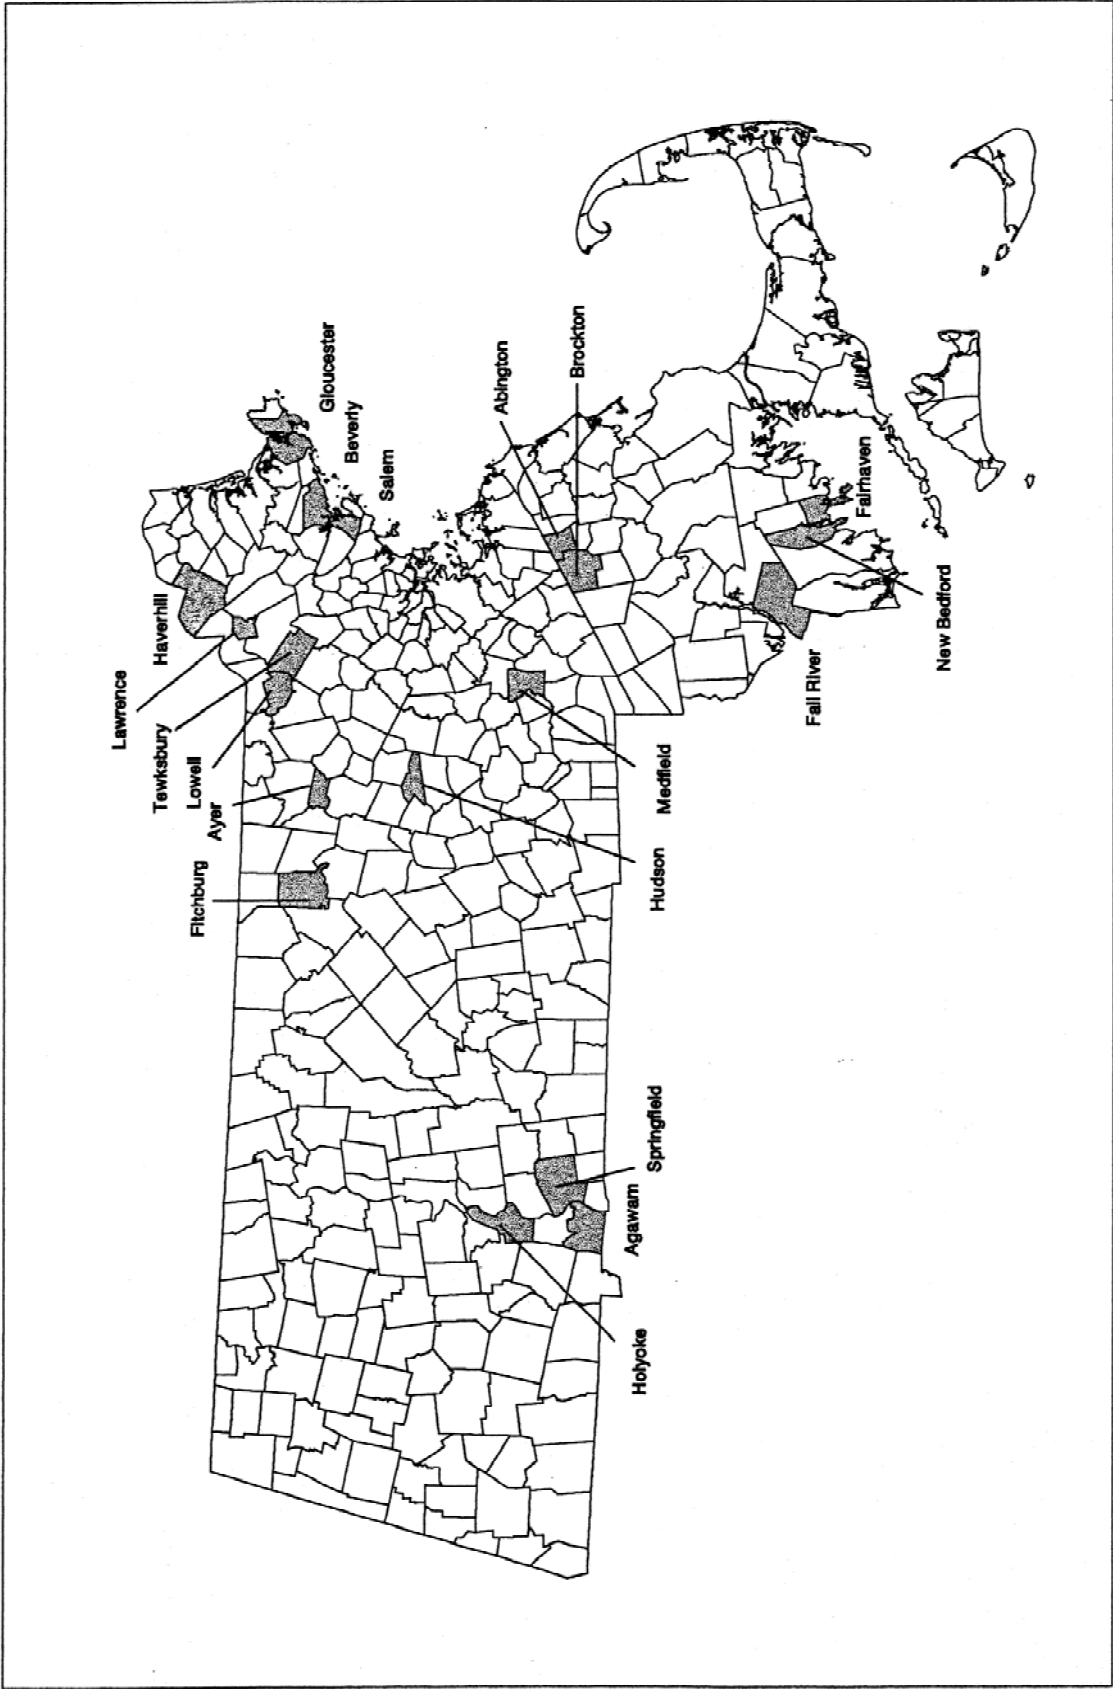 Lawrence
Haverhill
Tewksbury
Lowell
Ayer
Fitchburg
Gloucester
Beverly
Salem
Abington
Brockton
Fairhaven
New Bedford
Fall River
Medfield
Hudson
Springfield
Agawam
Holyoke